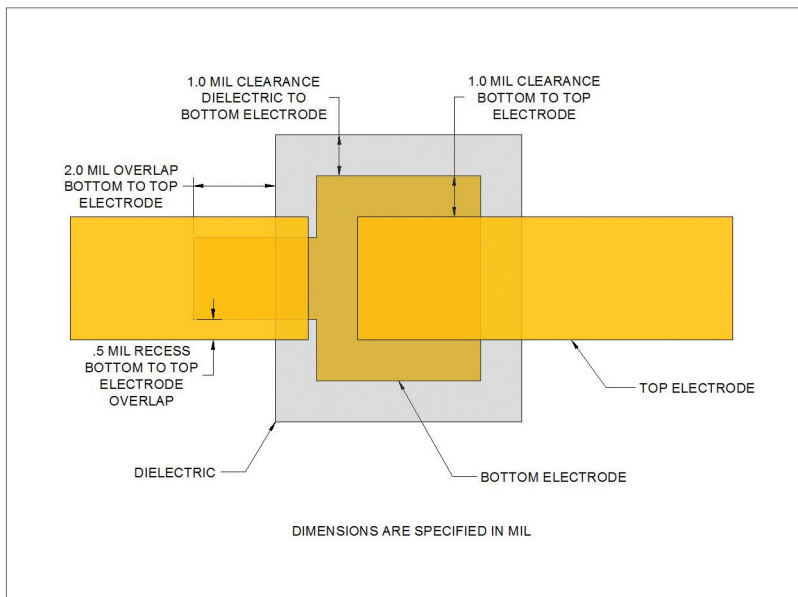 1.0 MIL CLEARANCE
DIELECTRIC TO
BOTTOM ELECTRODE
1.0 MIL CLEARANCE
BOTTOM TO TOP
ELECTRODE
2.0 MIL OVERLAP
BOTTOM TO TOP
ELECTRODE
.5 MIL RECESS
BOTTOM TO TOP
ELECTRODE
OVERLAP
TOP ELECTRODE
DIELECTRIC
BOTTOM ELECTRODE
DIMENSIONS ARE SPECIFIED IN MIL